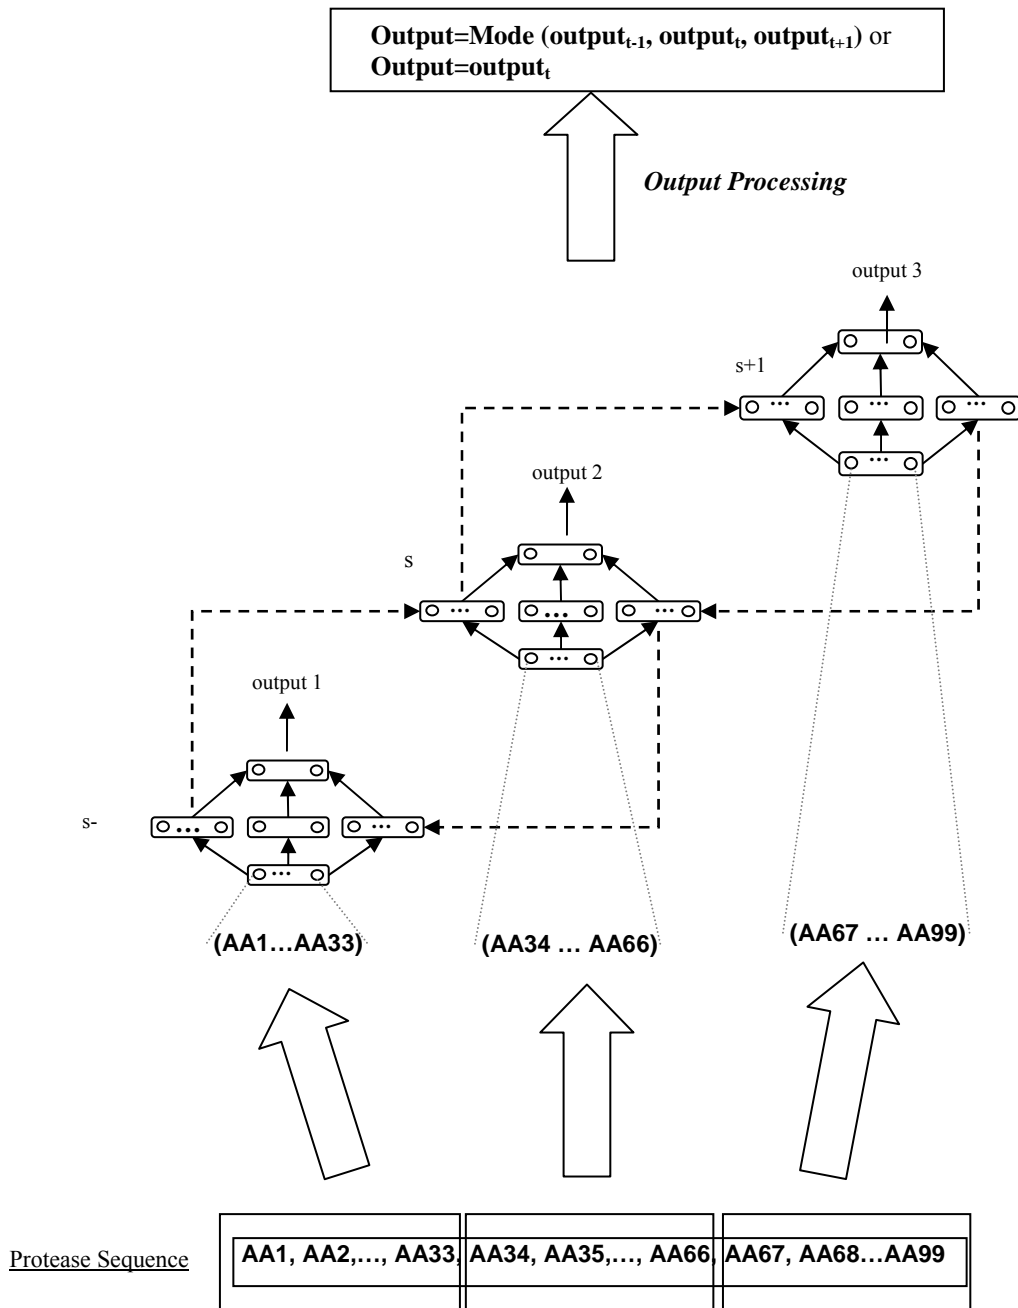 Output=Mode (output_{t-1}, output_t, output_{t+1}) or
Output=output_t
Output Processing
output 3
s+1
...
...
...
...
output 2
s
...
...
...
...
output 1
s-
...
...
...
(AA1…AA33)
(AA34 … AA66)
(AA67 … AA99)
Protease Sequence
AA1, AA2,…, AA33, AA34, AA35,…, AA66, AA67, AA68…AA99